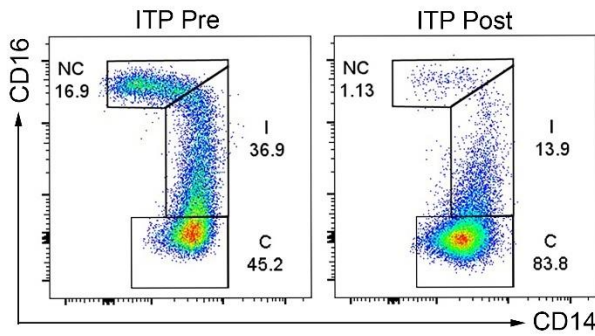 ITP Pre
ITP Post
CD16
NC
16.9
I
36.9
C
45.2
NC
1.13
I
13.9
C
83.8
CD14